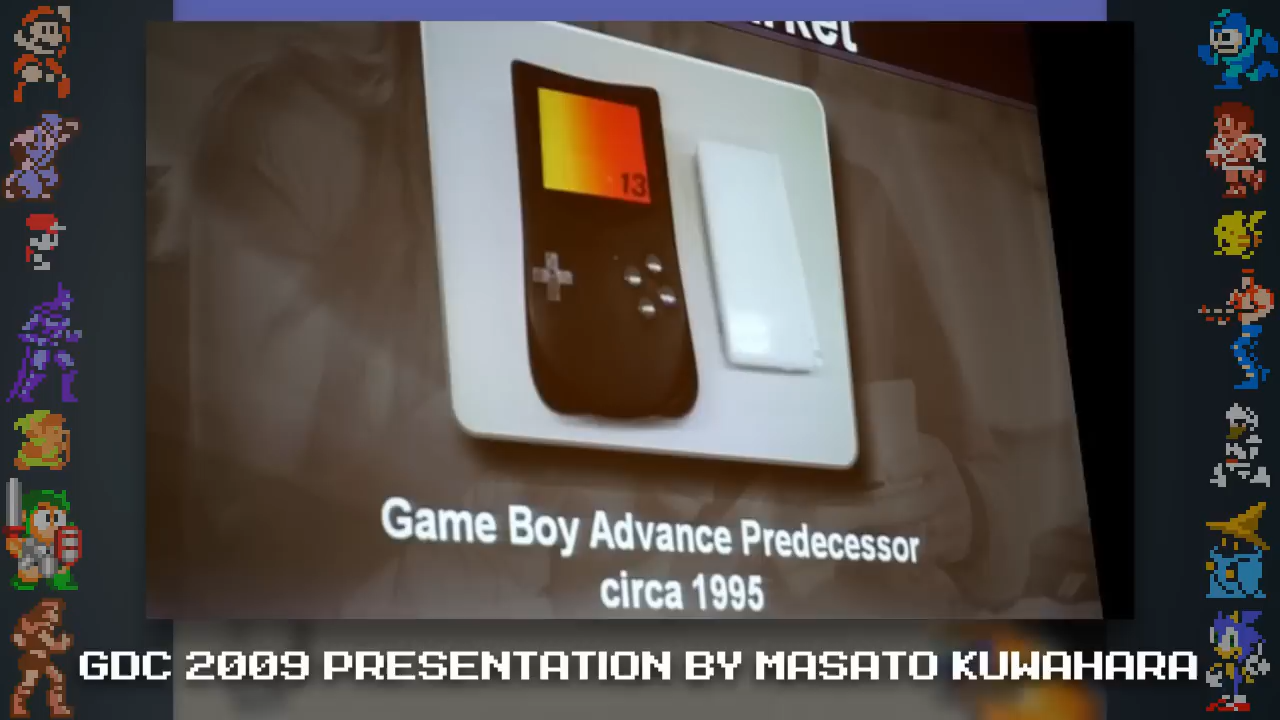 13
Game Boy Advance Predecessor
circa 1995
GDC 2009 PRESENTATION BY MASATO KUWAHARA